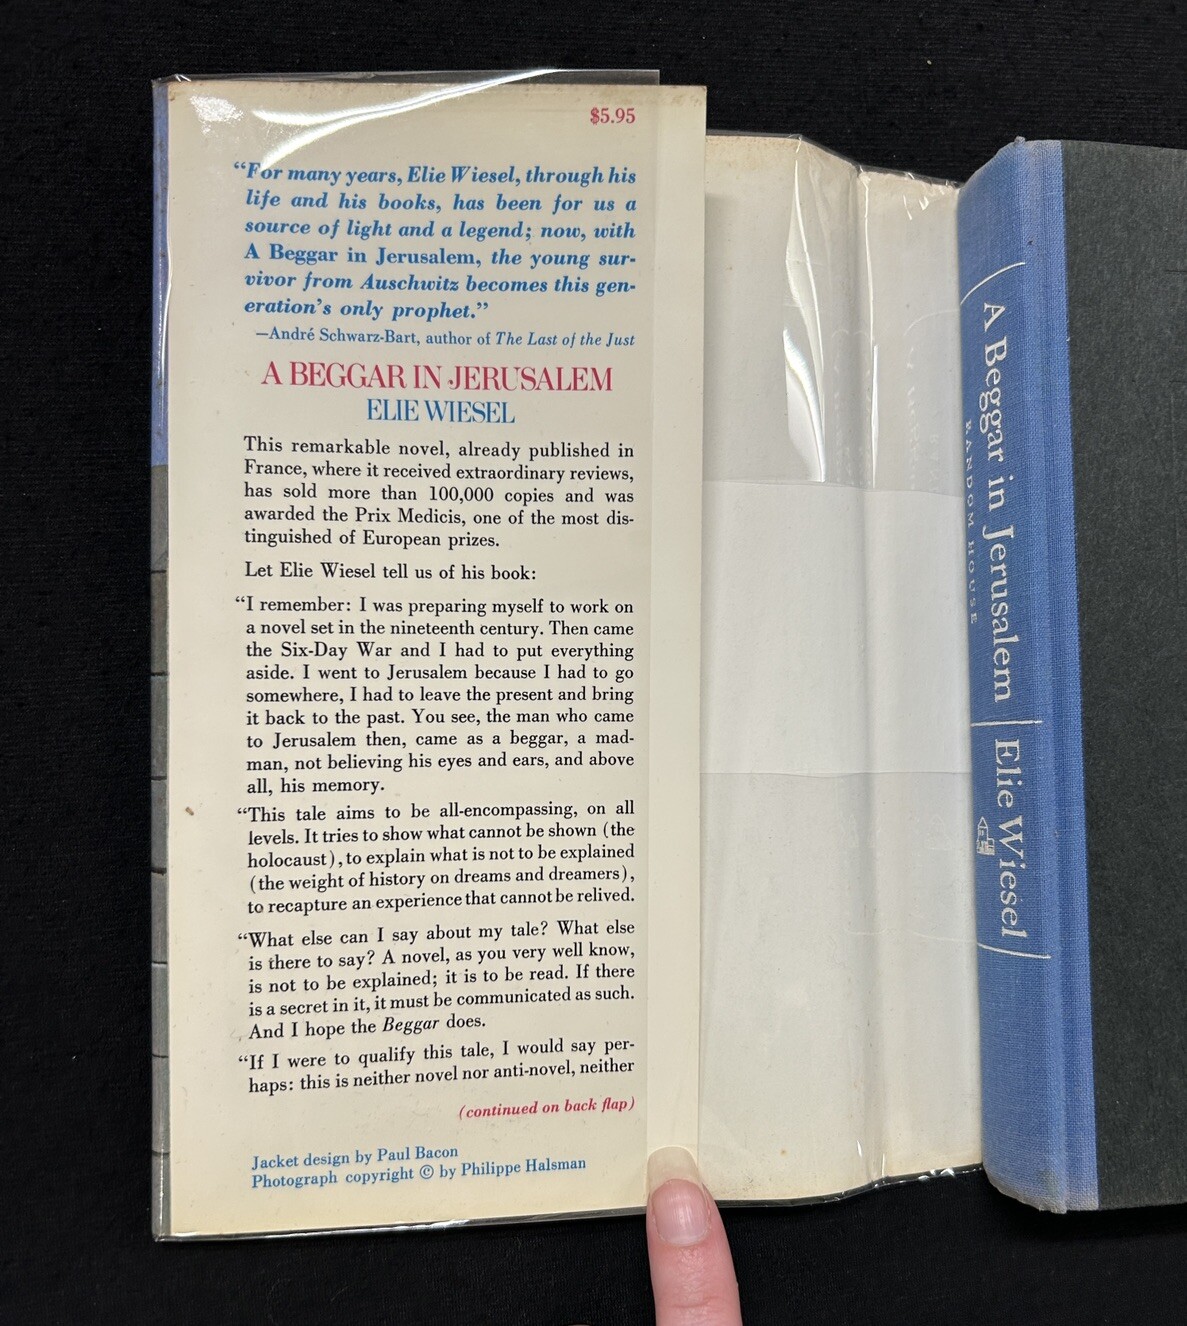 $5.95
“For many years, Elie Wiesel, through his
life and his books, has been for us a
source of light and a legend; now, with
A Beggar in Jerusalem, the young sur-
vivor from Auschwitz becomes this gen-
eration’s only prophet.”
—André Schwarz-Bart, author of The Last of the Just
A BEGGAR IN JERUSALEM
ELIE WIESEL
This remarkable novel, already published in
France, where it received extraordinary reviews,
has sold more than 100,000 copies and was
awarded the Prix Medicis, one of the most dis-
tinguished of European prizes.
Let Elie Wiesel tell us of his book:
“I remember: I was preparing myself to work on
a novel set in the nineteenth century. Then came
the Six-Day War and I had to put everything
aside. I went to Jerusalem because I had to go
somewhere, I had to leave the present and bring
it back to the past. You see, the man who came
to Jerusalem then, came as a beggar, a mad-
man, not believing his eyes and ears, and above
all, his memory.
“This tale aims to be all-encompassing, on all
levels. It tries to show what cannot be shown (the
holocaust), to explain what is not to be explained
(the weight of history on dreams and dreamers),
to recapture an experience that cannot be relived.
“What else can I say about my tale? What else
is there to say? A novel, as you very well know,
is not to be explained; it is to be read. If there
is a secret in it, it must be communicated as such.
And I hope the Beggar does.
“If I were to qualify this tale, I would say per-
haps: this is neither novel nor anti-novel, neither
(continued on back flap)
Jacket design by Paul Bacon
Photograph copyright © by Philippe Halsman
A Beggar in Jerusalem | Elie Wiesel
RANDOM HOUSE